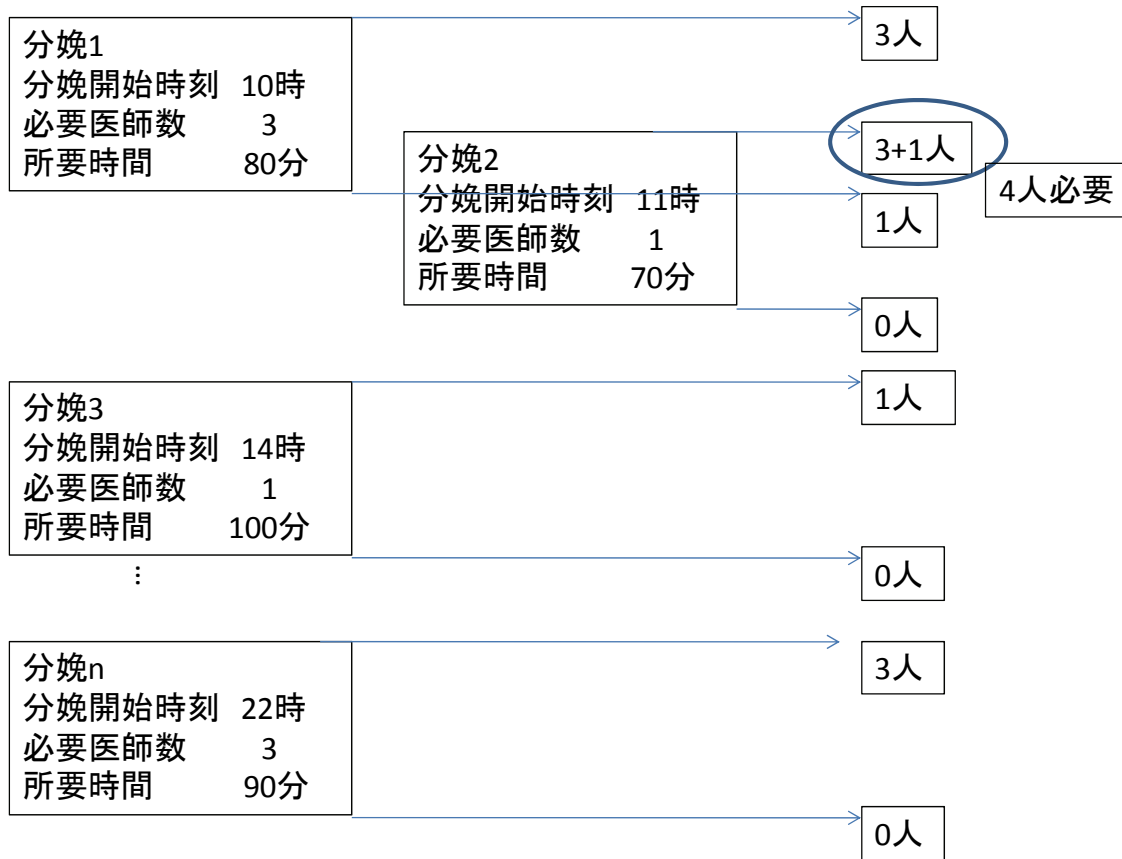 分娩1
分娩開始時刻 10時
必要医師数 3
所要時間 80分
3人
分娩2
分娩開始時刻 11時
必要医師数 1
所要時間 70分
3+1人
4人必要
1人
0人
分娩3
分娩開始時刻 14時
必要医師数 1
所要時間 100分
…
1人
0人
分娩n
分娩開始時刻 22時
必要医師数 3
所要時間 90分
3人
0人